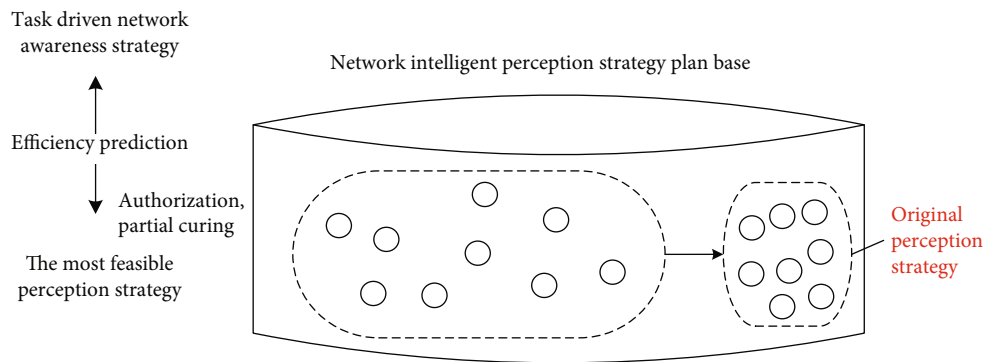 Task driven network
awareness strategy
Network intelligent perception strategy plan base
Efficiency prediction
Authorization,
partial curing
The most feasible
perception strategy
Original
perception
strategy